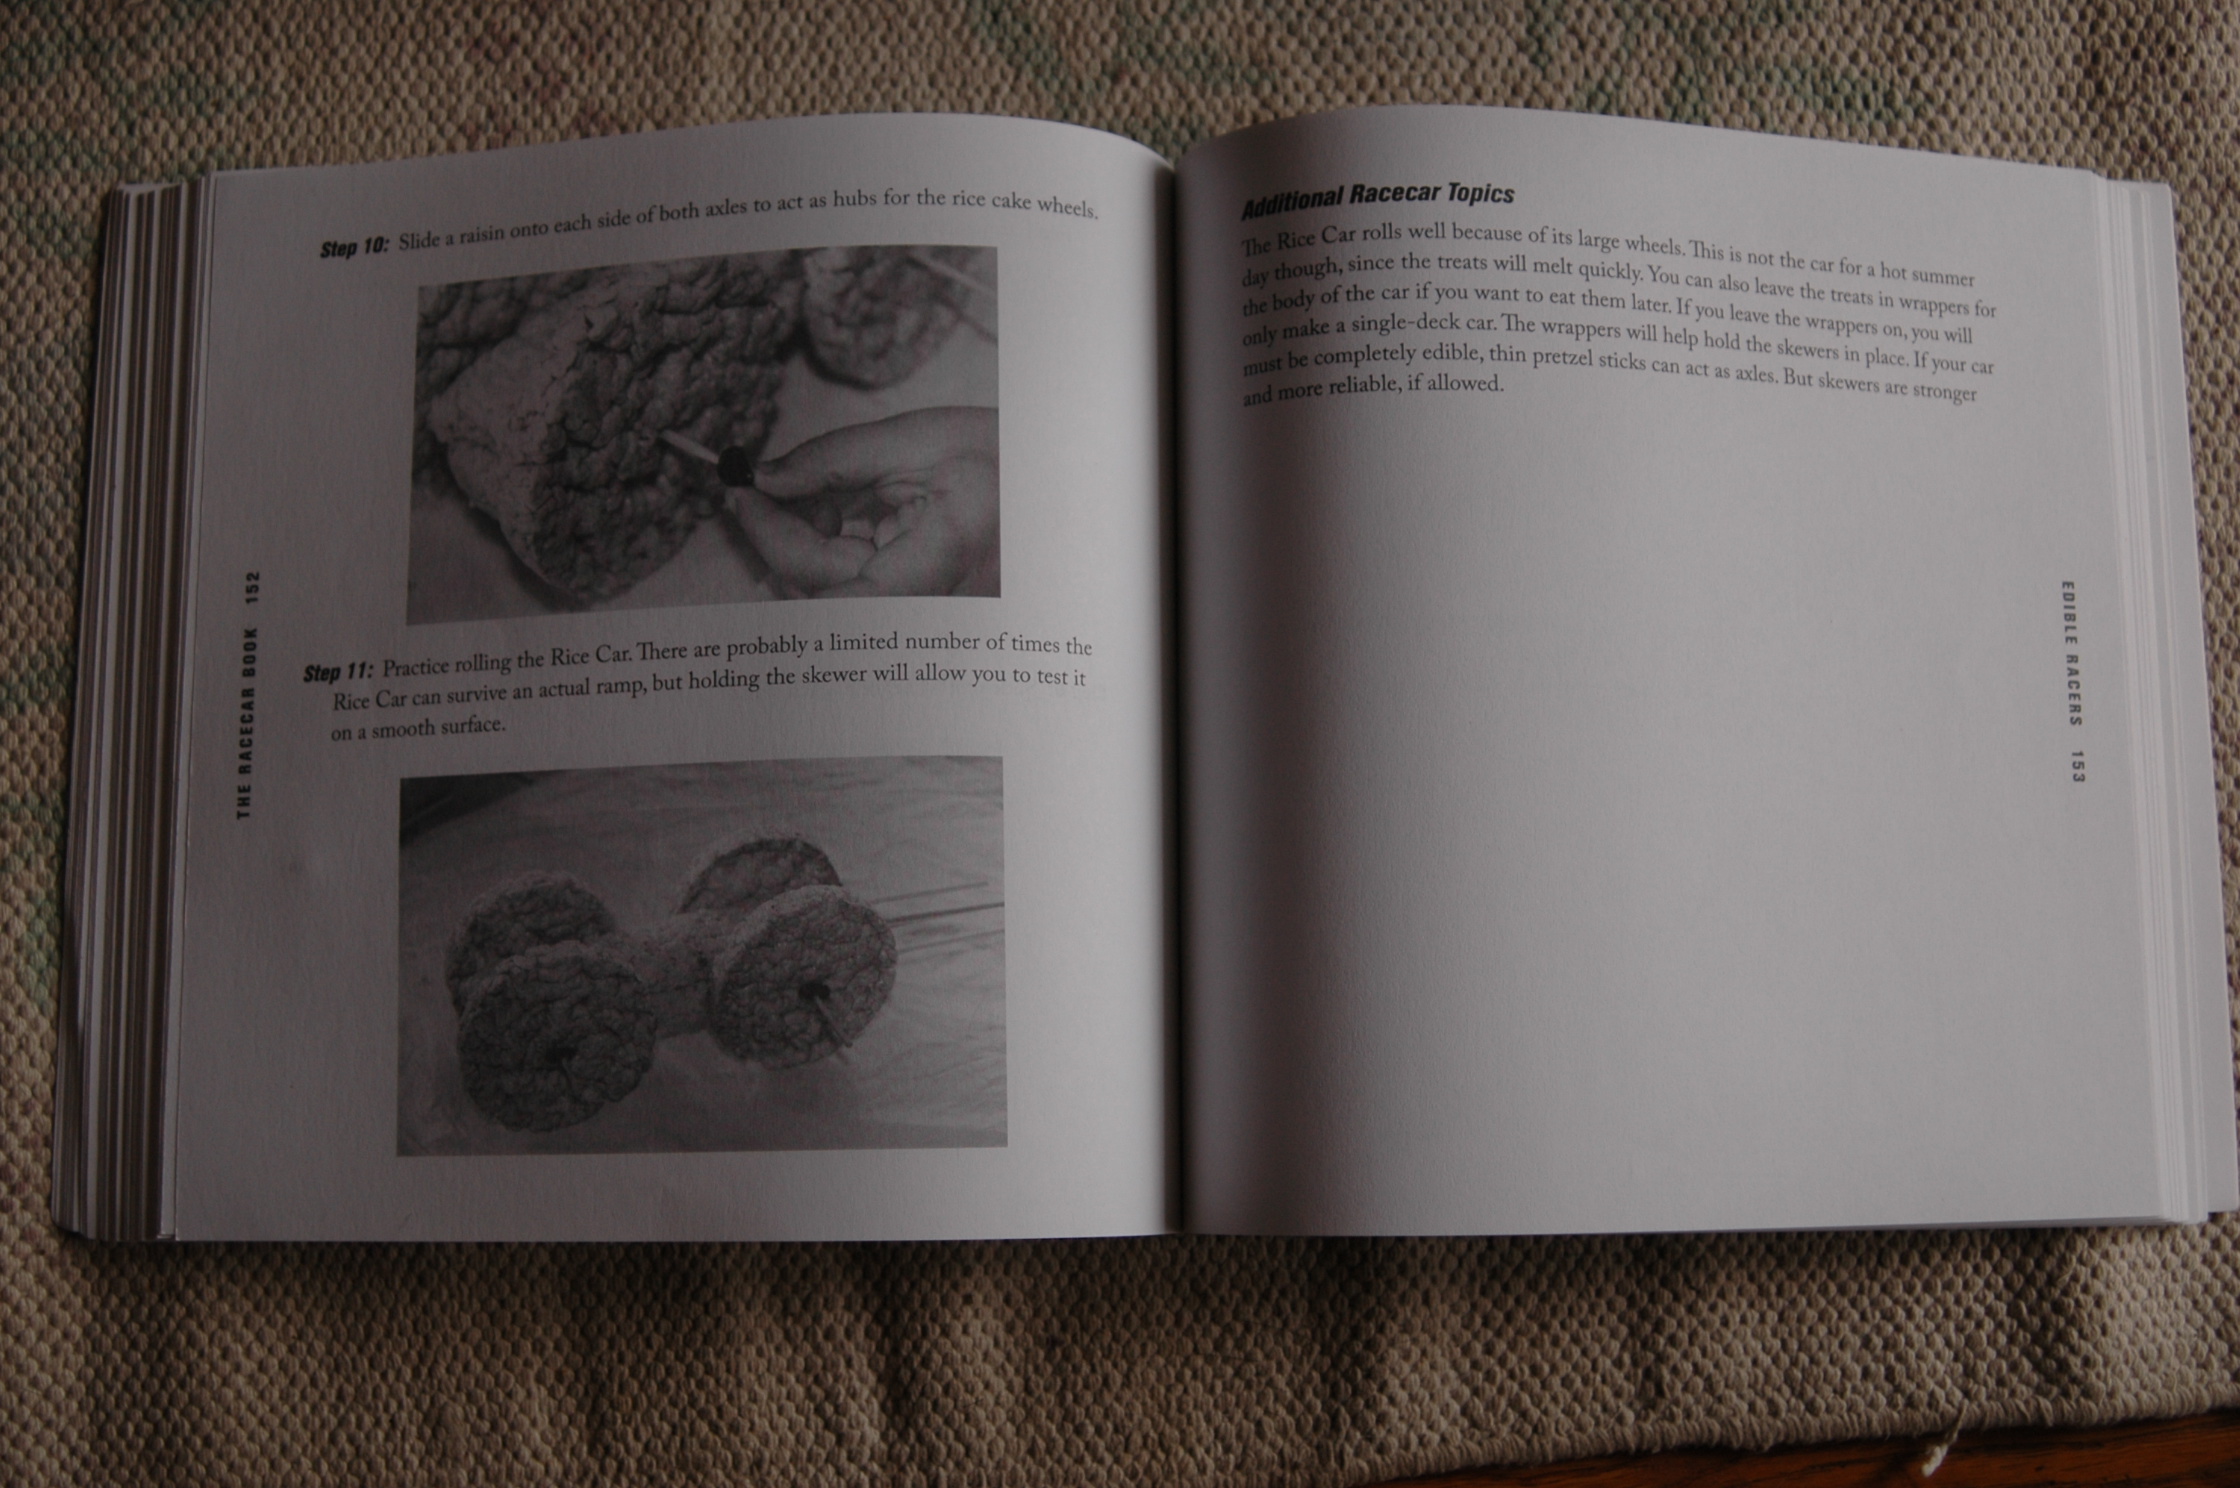 Step 10: Slide a raisin onto each side of both axles to act as hubs for the rice cake wheels.
Step 11: Practice rolling the Rice Car. There are probably a limited number of times the
Rice Car can survive an actual ramp, but holding the skewer will allow you to test it
on a smooth surface.
THE RACECAR BOOK 152
Additional Racecar Topics
The Rice Car rolls well because of its large wheels. This is not the car for a hot summer
day though, since the treats will melt quickly. You can also leave the treats in wrappers for
the body of the car if you want to eat them later. If you leave the wrappers on, you will
only make a single-deck car. The wrappers will help hold the skewers in place. If your car
must be completely edible, thin pretzel sticks can act as axles. But skewers are stronger
and more reliable, if allowed.
EDIBLE RACERS 153